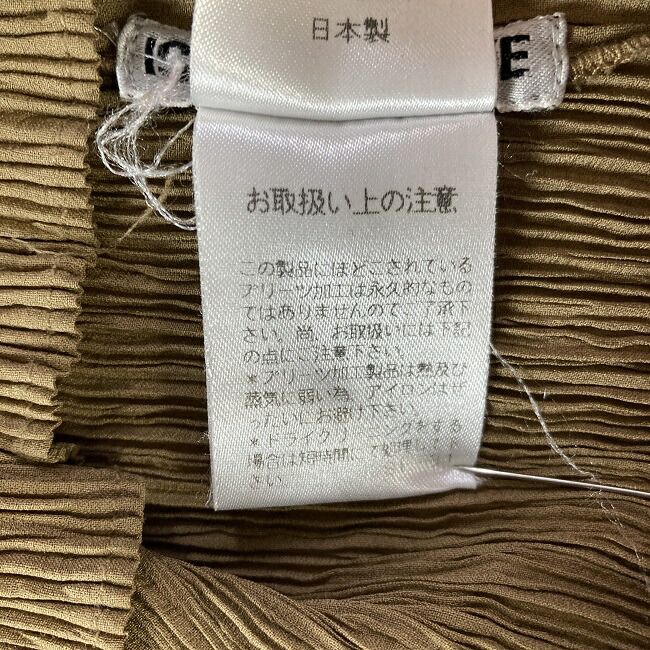 日本製
IC
E
お取扱い上の注意
この製品にほどこされている
プリーツ加工は永久的なもの
ではありませんので、ご了承下
さい。尚、お取扱いには下記
の点にご注意下さい。
*プリーツ加工製品は熱及び
蒸気に弱い為、アイロンはぜ
ったいにお避け下さい。
*ドライクリーニングをする
場合は短時間にて処理して下
さい。